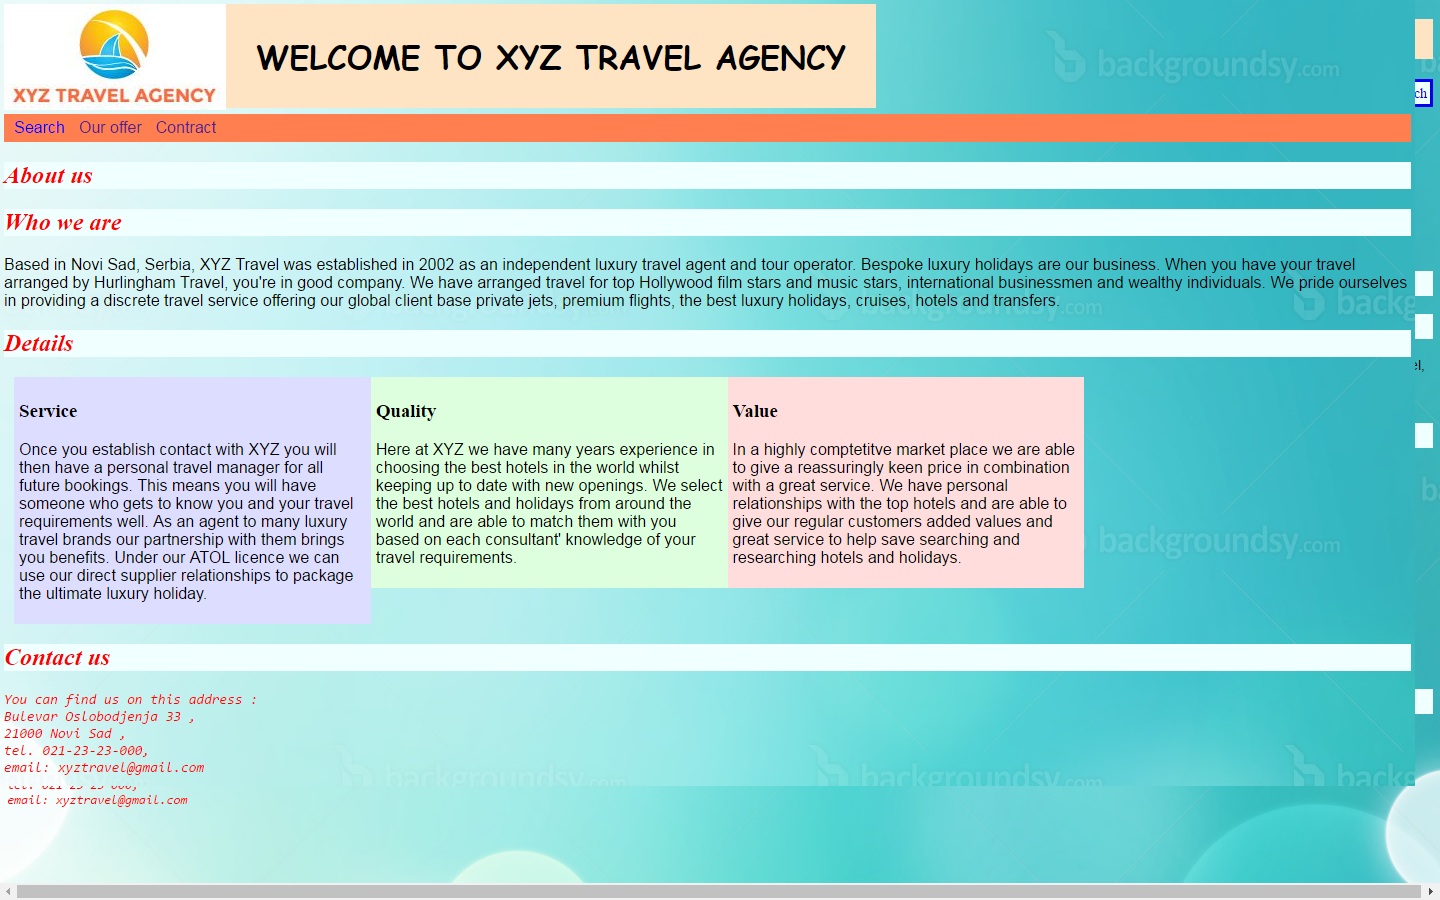 WELCOME TO XYZ TRAVEL AGENCY
XYZ TRAVEL AGENCY
backgroundsy.com
ch
Search Our offer Contract
About us
Who we are
Based in Novi Sad, Serbia, XYZ Travel was established in 2002 as an independent luxury travel agent and tour operator. Bespoke luxury holidays are our business. When you have your travel
arranged by Hurlingham Travel, you're in good company. We have arranged travel for top Hollywood film stars and music stars, international businessmen and wealthy individuals. We pride ourselves
in providing a discrete travel service offering our global client base private jets, premium flights, the best luxury holidays, cruises, hotels and transfers.
backgroundsy.com
backg
Details
el,
Service
Once you establish contact with XYZ you will
then have a personal travel manager for all
future bookings. This means you will have
someone who gets to know you and your travel
requirements well. As an agent to many luxury
travel brands our partnership with them brings
you benefits. Under our ATOL licence we can
use our direct supplier relationships to package
the ultimate luxury holiday.
Quality
Here at XYZ we have many years experience in
choosing the best hotels in the world whilst
keeping up to date with new openings. We select
the best hotels and holidays from around the
world and are able to match them with you
based on each consultant' knowledge of your
travel requirements.
Value
In a highly comptetitve market place we are able
to give a reassuringly keen price in combination
with a great service. We have personal
relationships with the top hotels and are able to
give our regular customers added values and
great service to help save searching and
researching hotels and holidays.
backgroundsy.com
Contact us
You can find us on this address :
Bulevar Oslobodjenja 33 ,
21000 Novi Sad ,
tel. 021-23-23-000,
email: xyztravel@gmail.com
backgroundsy.com
backgroundsy.com
backg
tel. 021-23-23-000,
email: xyztravel@gmail.com